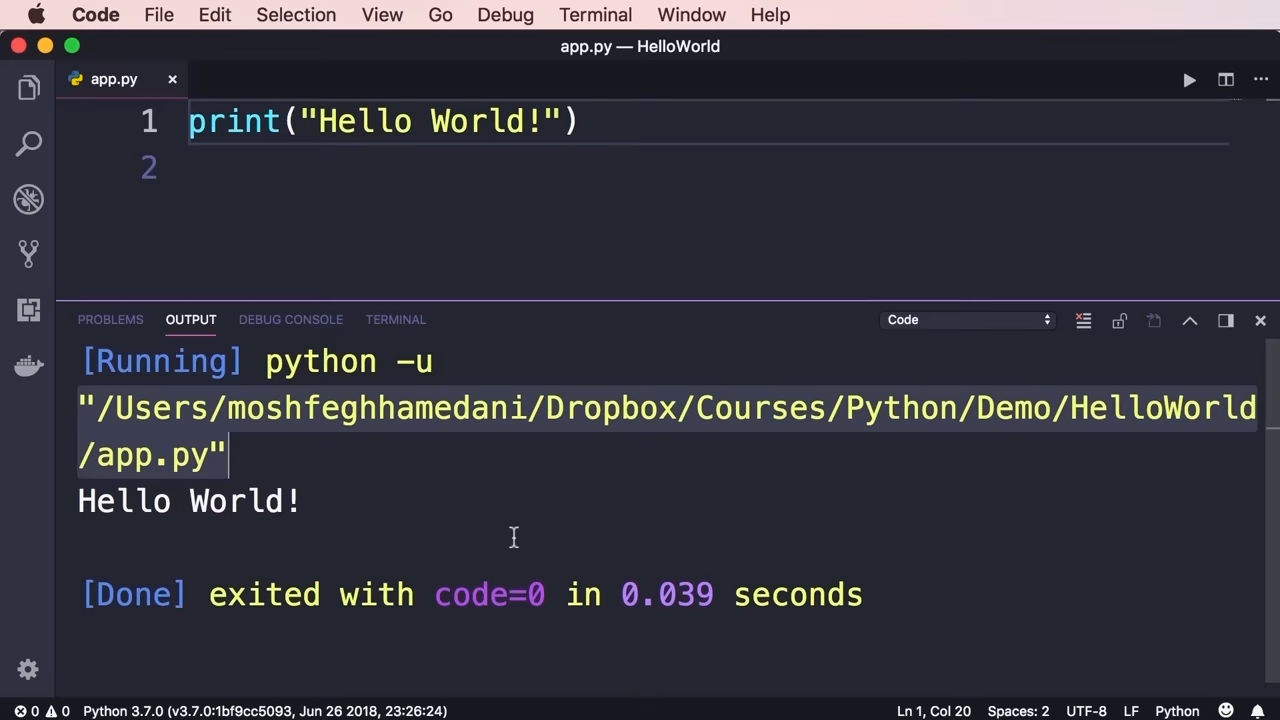 Code File Edit Selection View Go Debug Terminal Window Help
app.py — HelloWorld
app.py
1 print("Hello World!")
2
PROBLEMS OUTPUT DEBUG CONSOLE TERMINAL Code
[Running] python -u
"/Users/moshfeghhamedani/Dropbox/Courses/Python/Demo/HelloWorld
/app.py"
Hello World!
[Done] exited with code=0 in 0.039 seconds
0 0 Python 3.7.0 (v3.7.0:1bf9cc5093, Jun 26 2018, 23:26:24) Ln 1, Col 20 Spaces: 2 UTF-8 LF Python